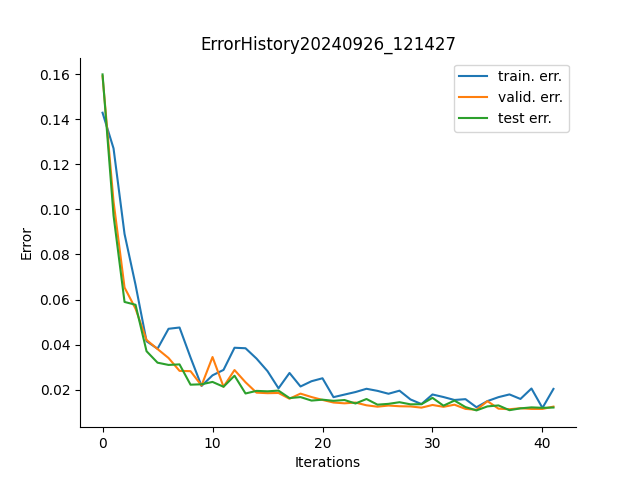 ErrorHistory20240926_121427
train. err.
valid. err.
test err.
0.16
0.14
0.12
0.10
0.08
0.06
0.04
0.02
Error
0
10
20
30
40
Iterations